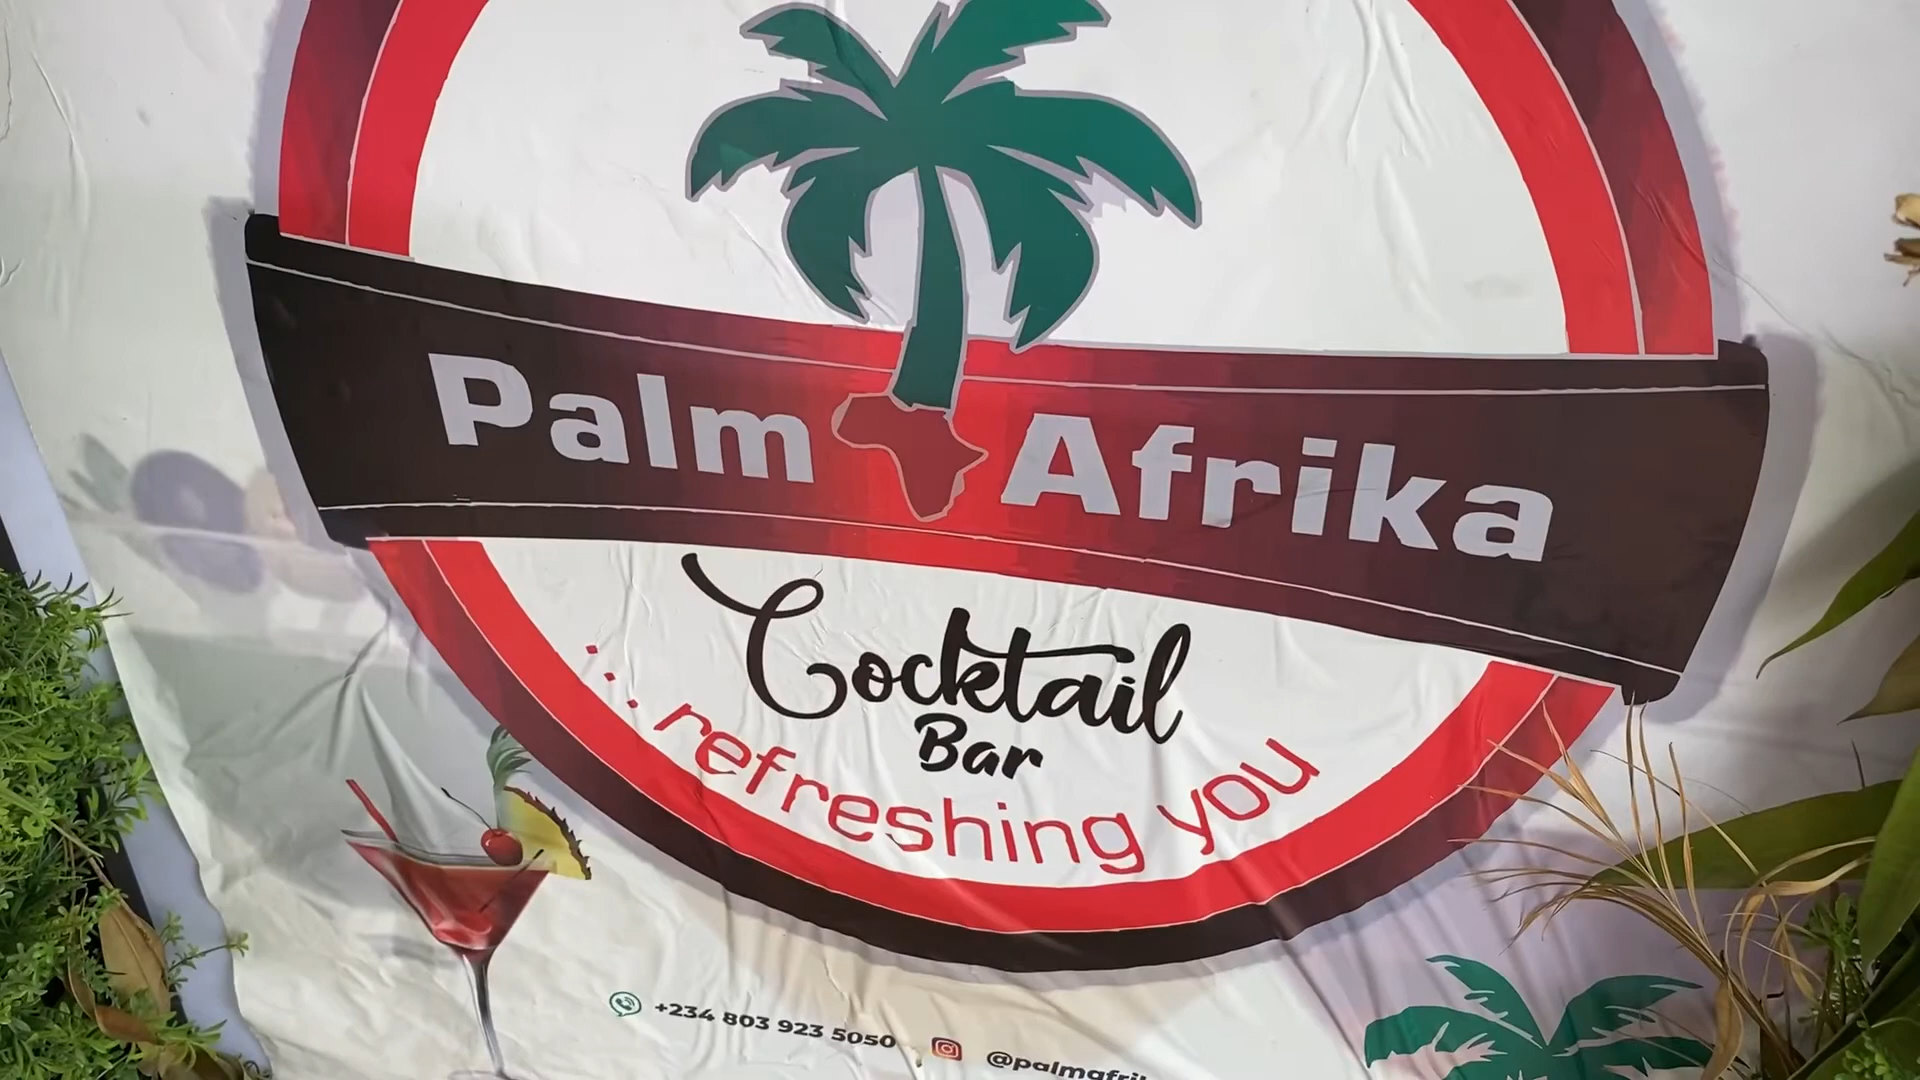 Palm Afrika
Cocktail
Bar
...refreshing you
+234 803 923 5050